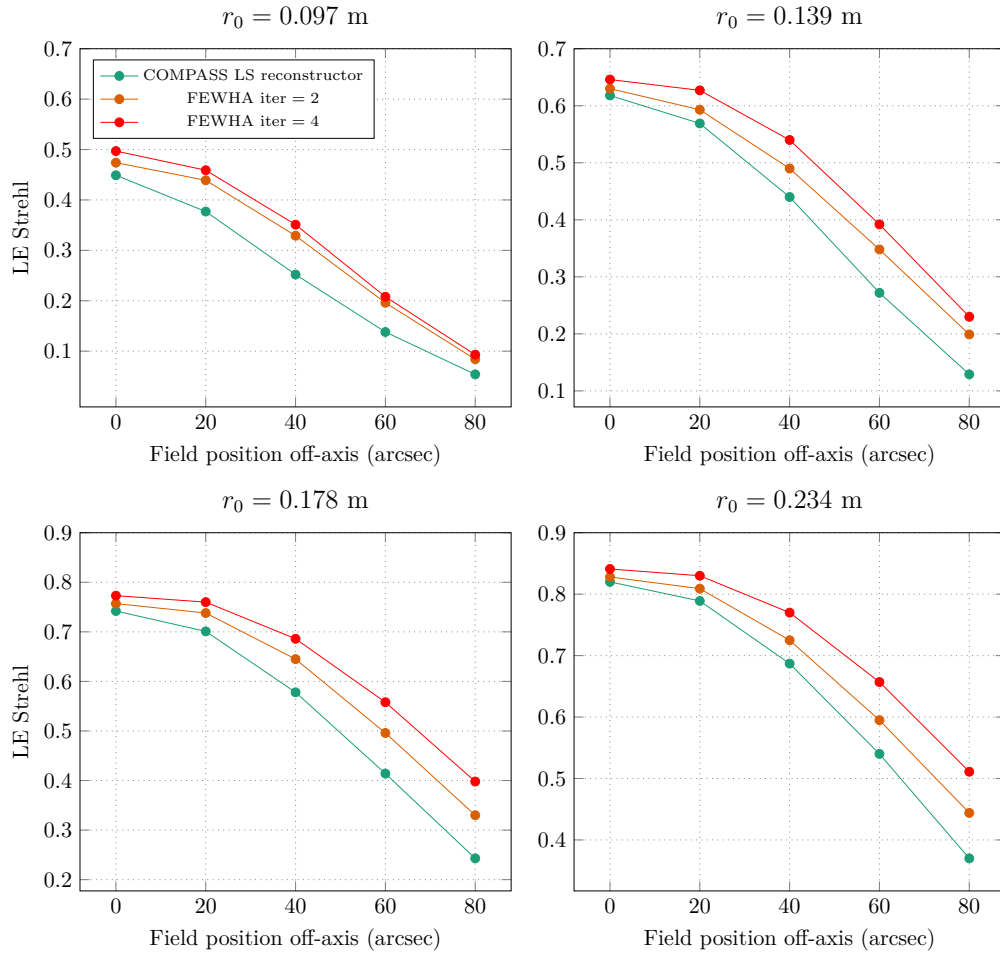 r₀ = 0.097 m
0.7
0.6
0.5
0.4
0.3
0.2
0.1
LE Strehl
COMPASS LS reconstructor
FEWHA iter = 2
FEWHA iter = 4
0 20 40 60 80
Field position off-axis (arcsec)
r₀ = 0.139 m
0.7
0.6
0.5
0.4
0.3
0.2
0.1
0 20 40 60 80
Field position off-axis (arcsec)
r₀ = 0.178 m
0.9
0.8
0.7
0.6
0.5
0.4
0.3
0.2
LE Strehl
0 20 40 60 80
Field position off-axis (arcsec)
r₀ = 0.234 m
0.9
0.8
0.7
0.6
0.5
0.4
0 20 40 60 80
Field position off-axis (arcsec)